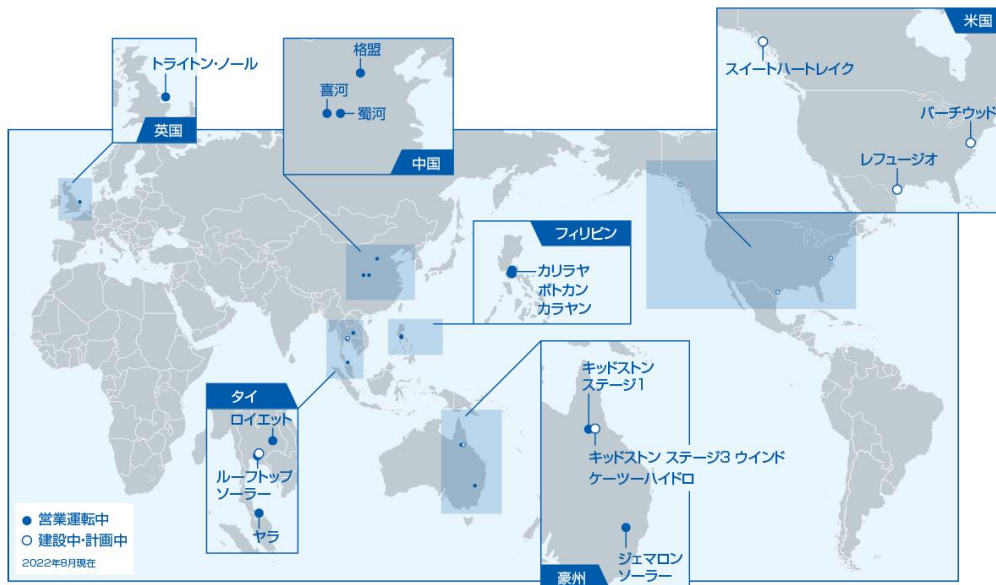 トライトン・ノール
英国
格盟
喜河
蜀河
中国
米国
スイートハートレイク
バーチウッド
レフュージオ
フィリピン
カリラヤ
ボトカン
カラヤン
タイ
ロイエット
ルーフトップ
ソーラー
ヤラ
キッドストン
ステージ1
キッドストン ステージ3 ウインド
ケーツーハイドロ
ジェマロン
ソーラー
豪州
営業運転中
建設中・計画中
2022年8月現在